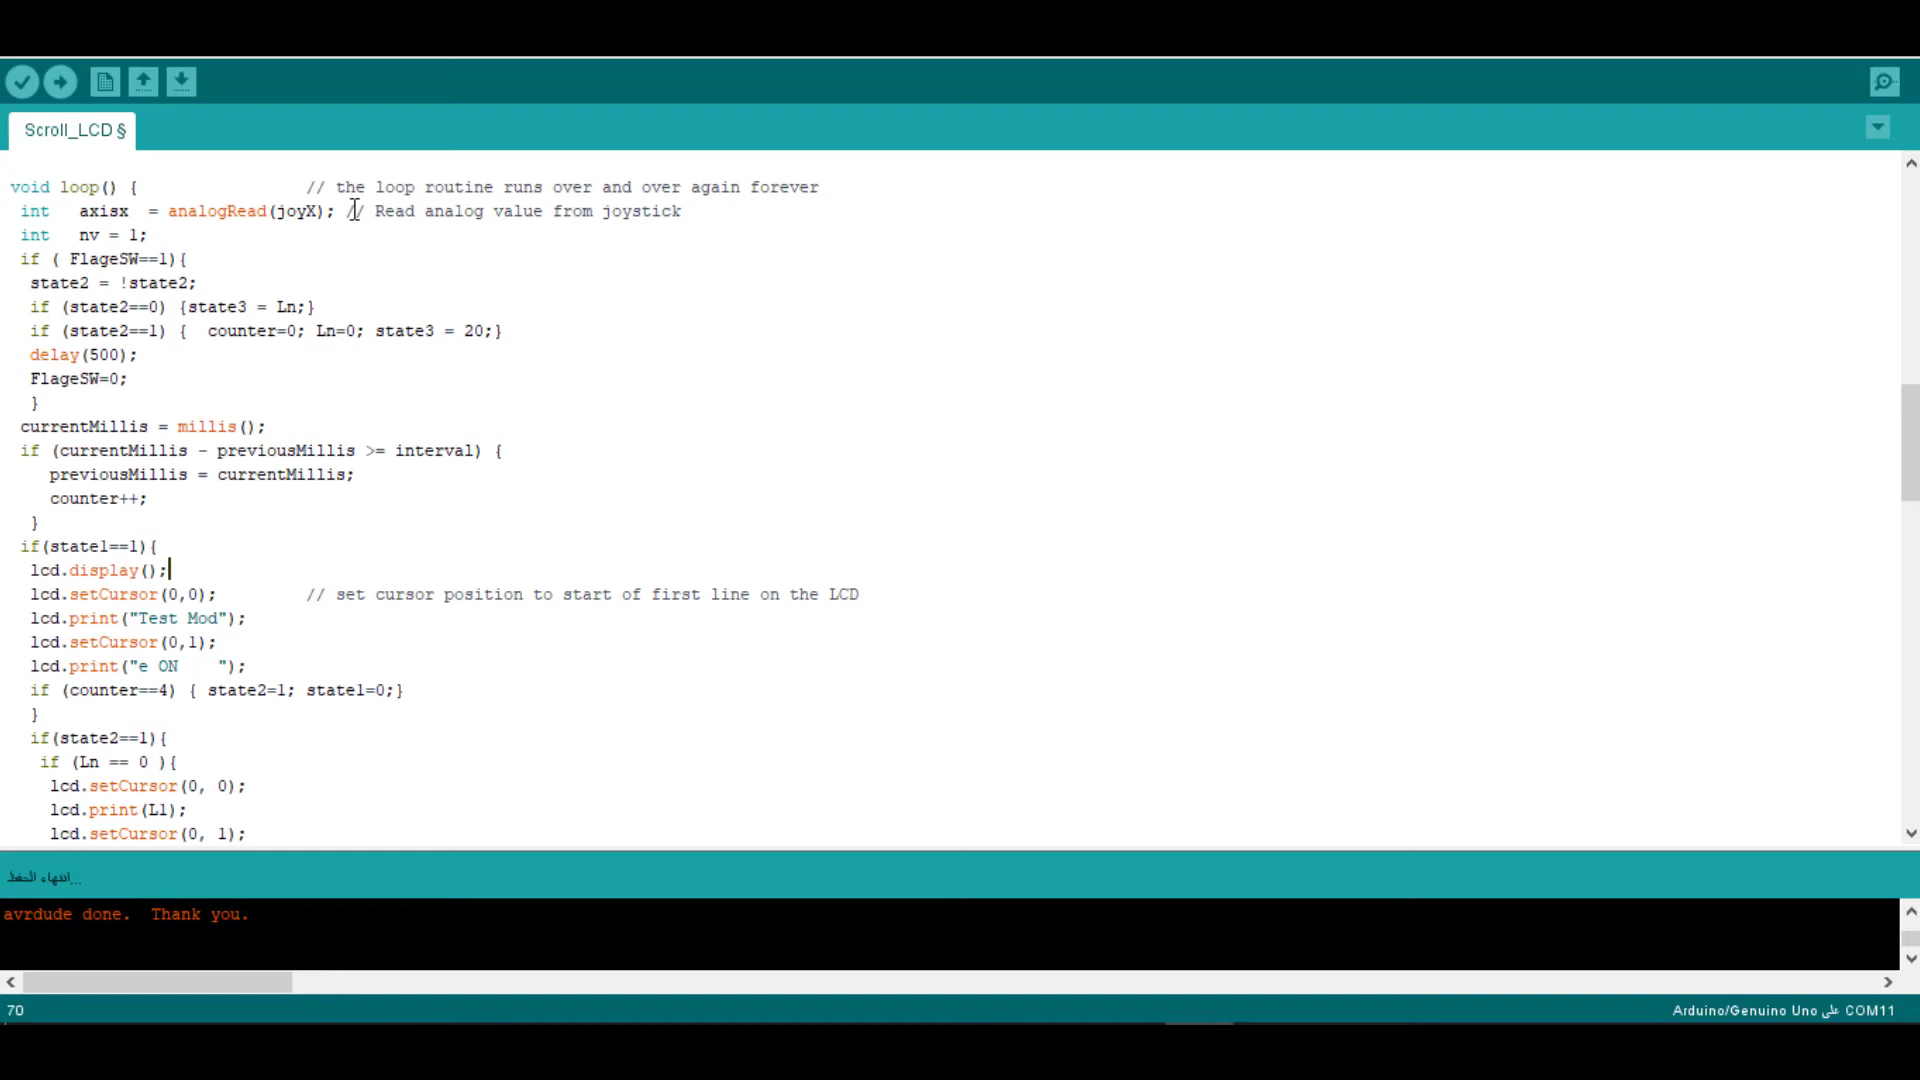 Scroll_LCD §
void loop() { // the loop routine runs over and over again forever
int axisx = analogRead(joyX); // Read analog value from joystick
int nv = 1;
if ( FlageSW==1){
state2 = !state2;
if (state2==0) {state3 = Ln;}
if (state2==1) { counter=0; Ln=0; state3 = 20;}
delay(500);
FlageSW=0;
}
currentMillis = millis();
if (currentMillis - previousMillis >= interval) {
previousMillis = currentMillis;
counter++;
}
if(state1==1){
lcd.display();
lcd.setCursor(0,0); // set cursor position to start of first line on the LCD
lcd.print("Test Mod");
lcd.setCursor(0,1);
lcd.print("e ON    ");
if (counter==4) { state2=1; state1=0;}
}
if(state2==1){
if (Ln == 0 ){
lcd.setCursor(0, 0);
lcd.print(L1);
lcd.setCursor(0, 1);
انتهاء الحفظ...
avrdude done.  Thank you.
70
Arduino/Genuino Uno على COM11